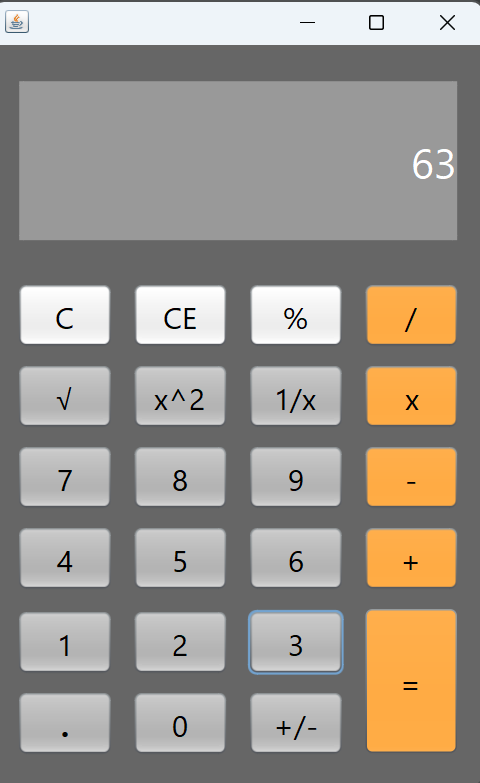 63
C CE % /
√ x^2 1/x x
7 8 9 -
4 5 6 +
1 2 3
=
. 0 +/-